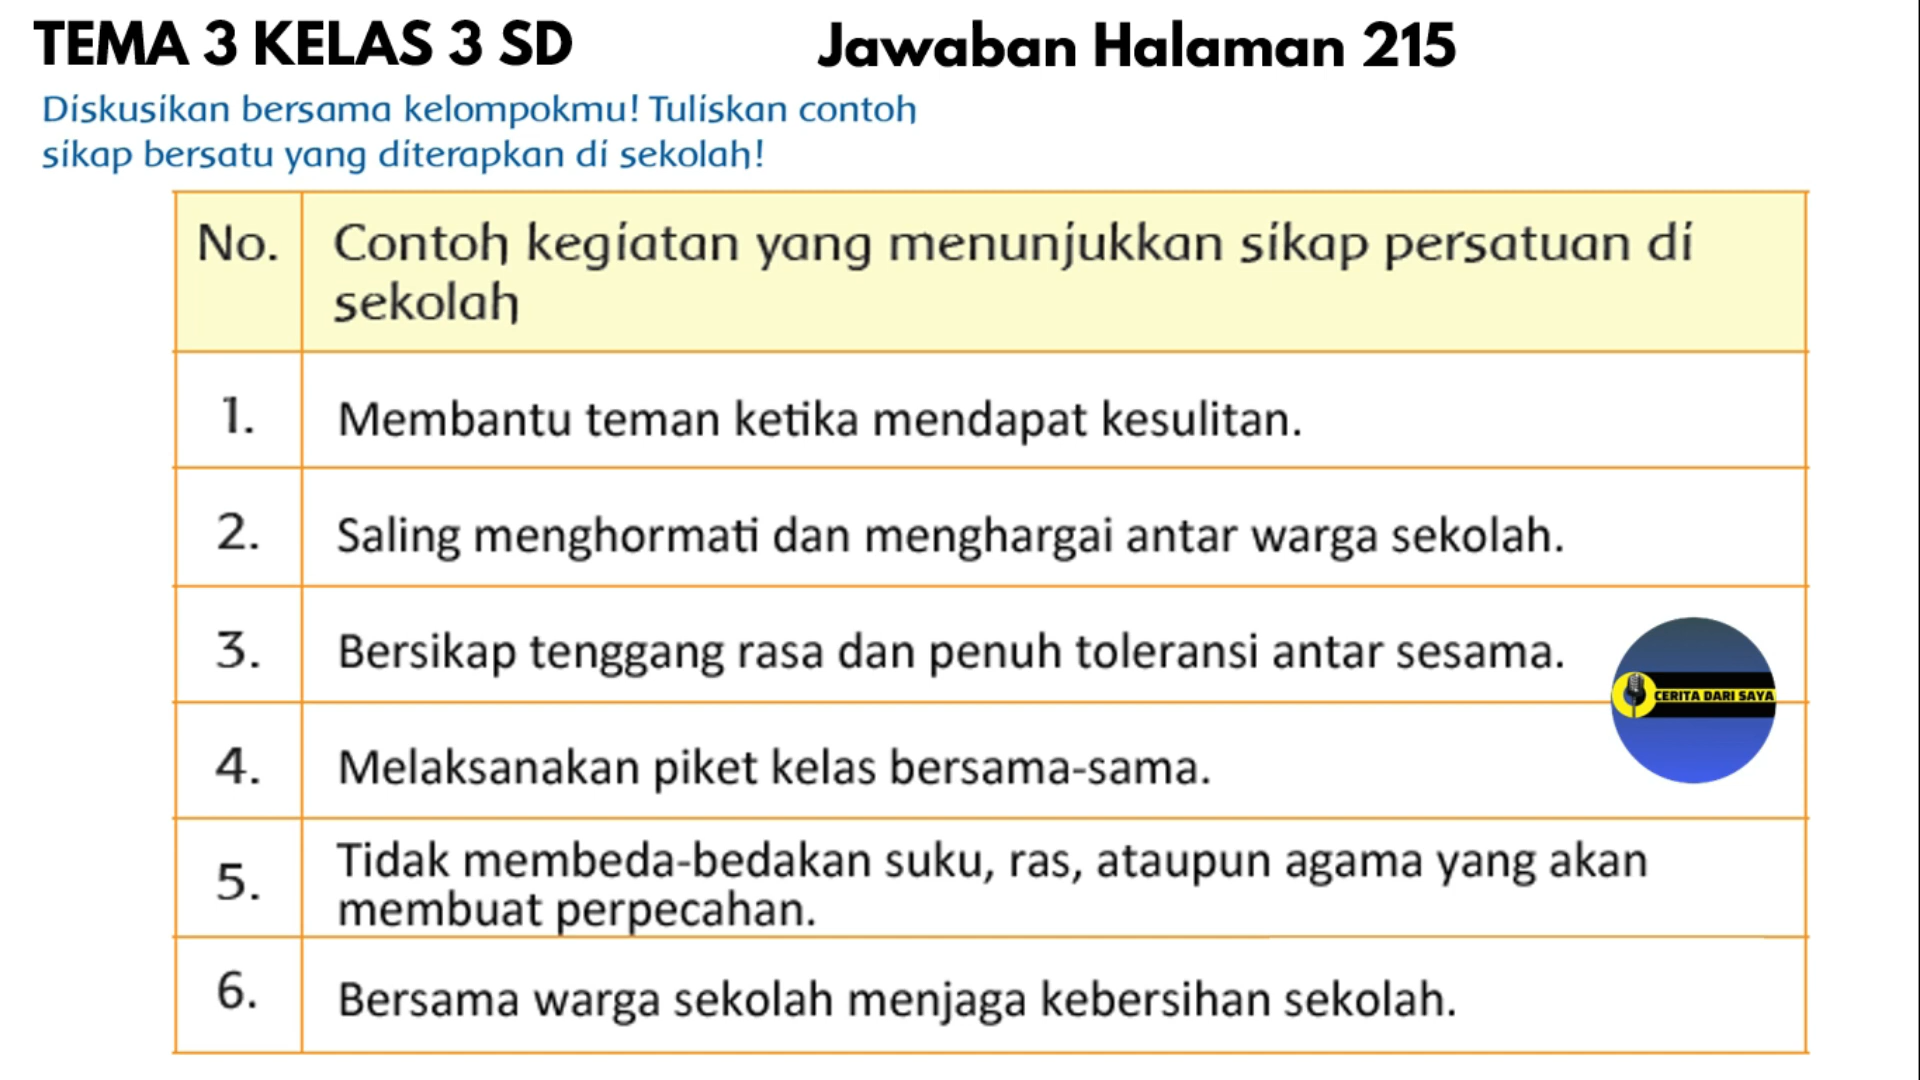 TEMA 3 KELAS 3 SD
Jawaban Halaman 215
Diskusikan bersama kelompokmu! Tuliskan contoh
sikap bersatu yang diterapkan di sekolah!
No. Contoh kegiatan yang menunjukkan sikap persatuan di
sekolah
1. Membantu teman ketika mendapat kesulitan.
2. Saling menghormati dan menghargai antar warga sekolah.
3. Bersikap tenggang rasa dan penuh toleransi antar sesama.
CERITA DARI SAYA
4. Melaksanakan piket kelas bersama-sama.
5. Tidak membeda-bedakan suku, ras, ataupun agama yang akan
membuat perpecahan.
6. Bersama warga sekolah menjaga kebersihan sekolah.